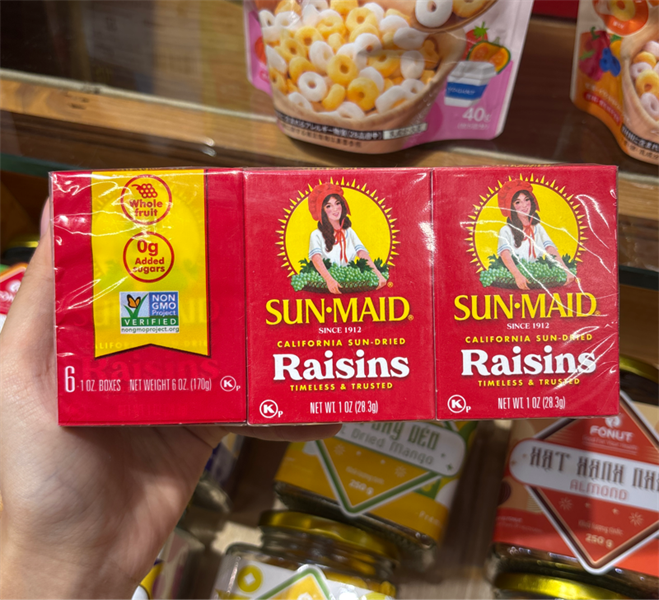 40g
Whole
fruit
0g
Added
sugars
NON
GMO
Project
VERIFIED
nongmoproject.org
6-1 OZ. BOXES NET WEIGHT 6 OZ. (170g) K P
SUN·MAID®
SINCE 1912
CALIFORNIA SUN-DRIED
Raisins
TIMELESS & TRUSTED
K P NET WT. 1 OZ (28.3g)
SUN·MAID®
SINCE 1912
CALIFORNIA SUN-DRIED
Raisins
TIMELESS & TRUSTED
K P NET WT. 1 OZ (28.3g)
Dried Mango
250 g
FONUT
ALMOND
250 g